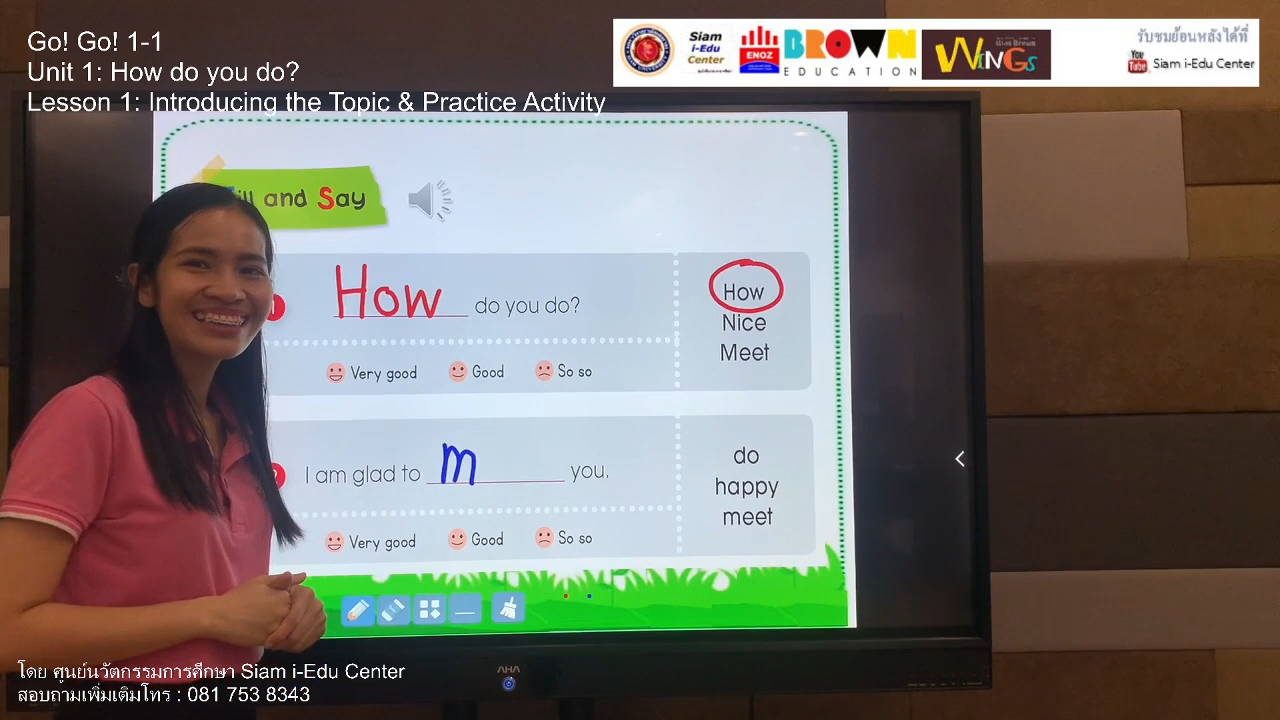 Go! Go! 1-1
Unit 1: How do you do?
Lesson 1: Introducing the Topic & Practice Activity
Siam
i-Edu
Center
ENOZ
BROWN
EDUCATION
WINGS
รับชมย้อนหลังได้ที่
You
Tube
Siam i-Edu Center
ill and Say
How do you do?
Very good Good So so
How
Nice
Meet
I am glad to m you.
Very good Good So so
do
happy
meet
AHA
โดย ศูนย์นวัตกรรมการศึกษา Siam i-Edu Center
สอบถามเพิ่มเติมโทร : 081 753 8343